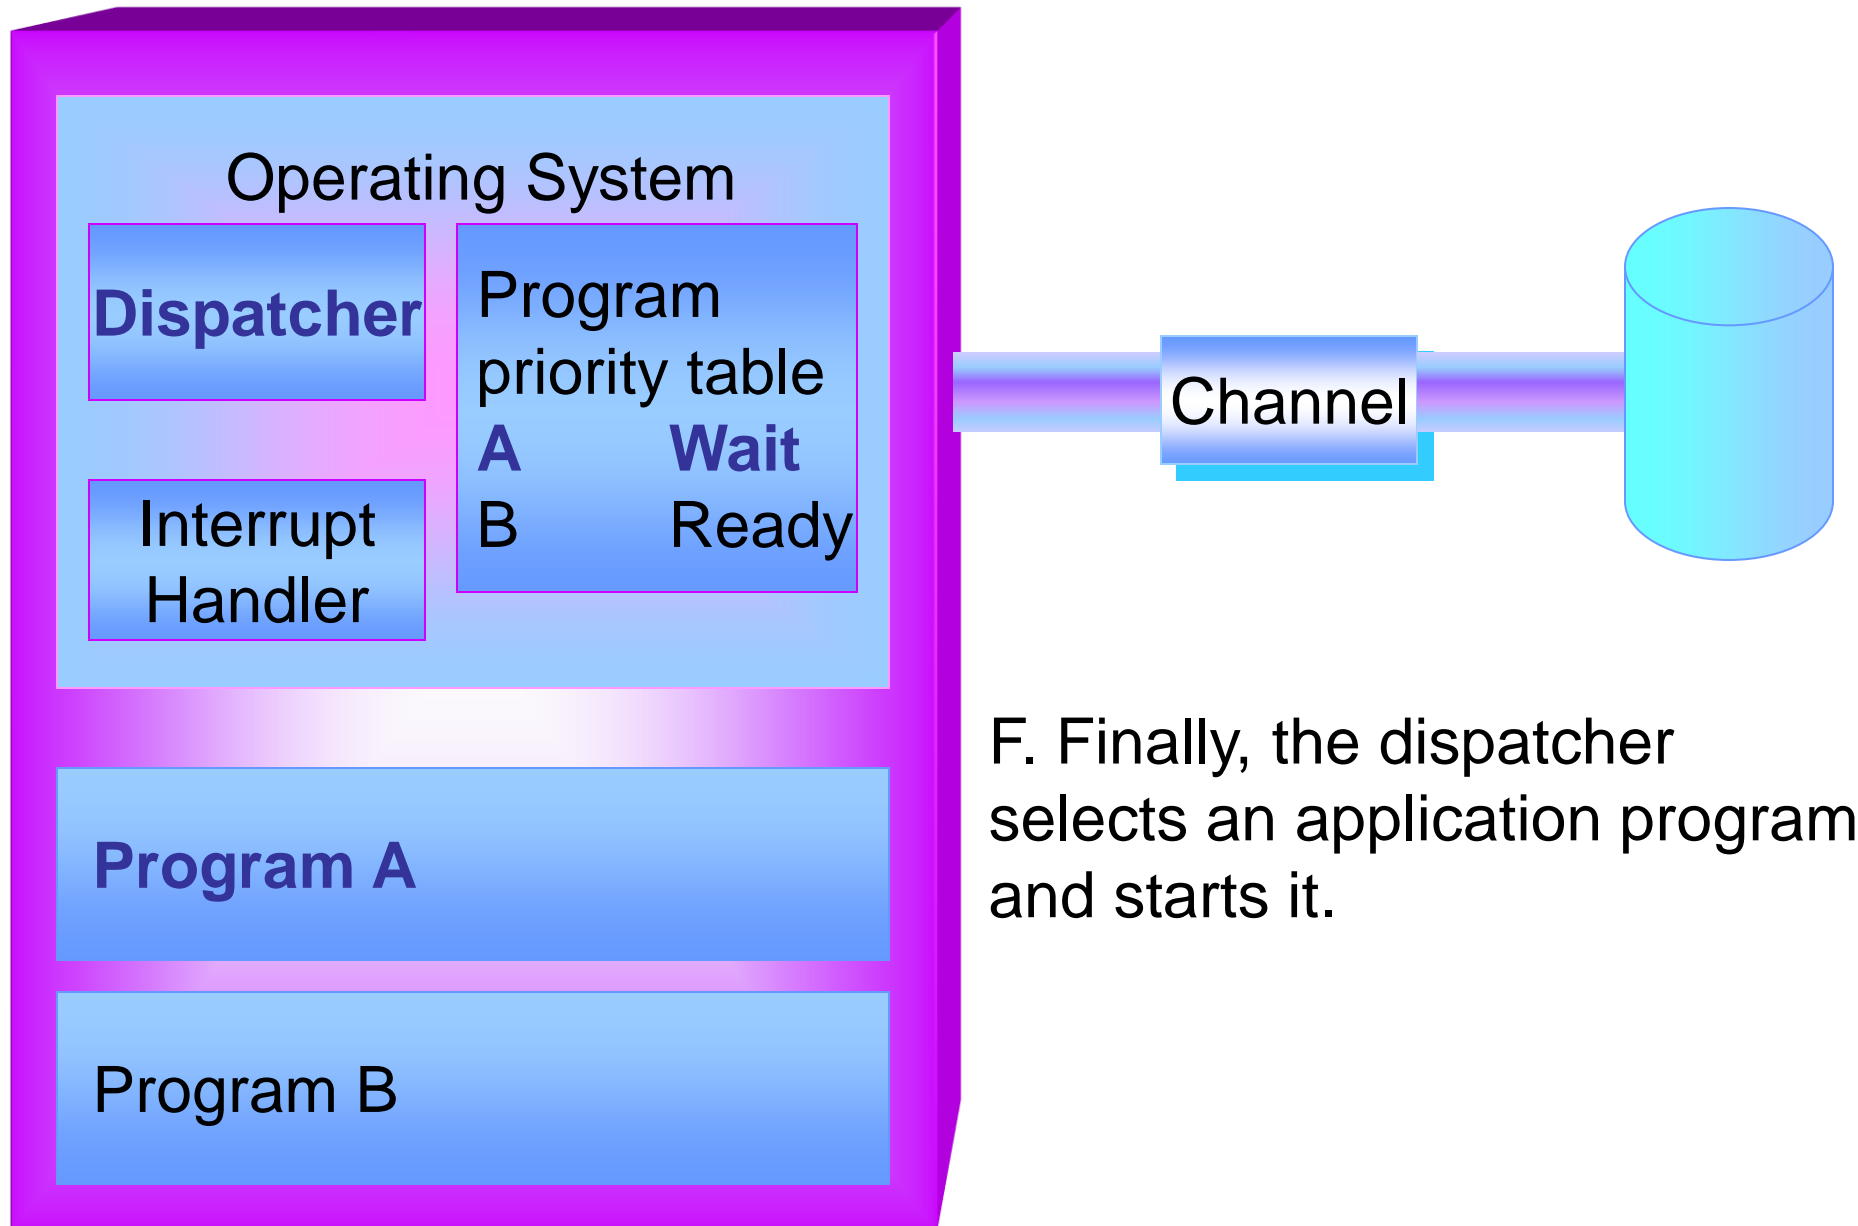 Operating System
Dispatcher
Interrupt
Handler
Program
priority table
A Wait
B Ready
Program A
Program B
Channel
F. Finally, the dispatcher
selects an application program
and starts it.